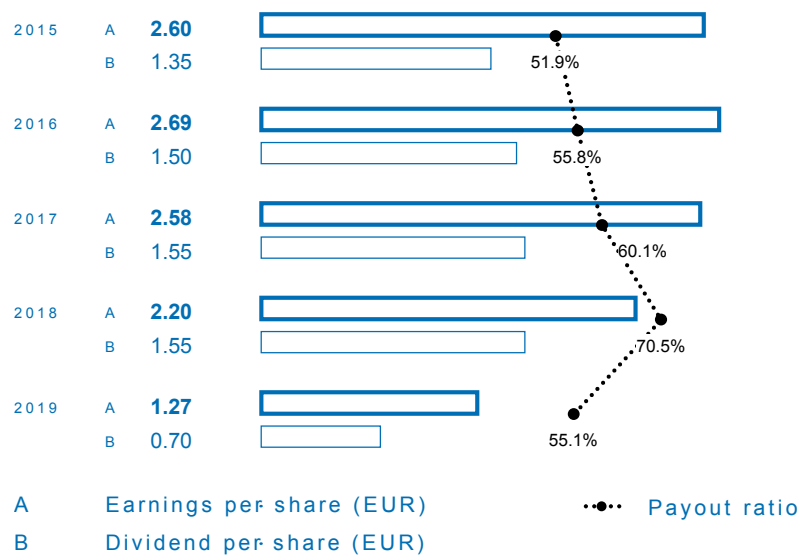 2015 A 2.60
B 1.35 51.9%
2016 A 2.69
B 1.50 55.8%
2017 A 2.58
B 1.55 60.1%
2018 A 2.20
B 1.55 70.5%
2019 A 1.27
B 0.70 55.1%
A Earnings per share (EUR) Payout ratio
B Dividend per share (EUR)